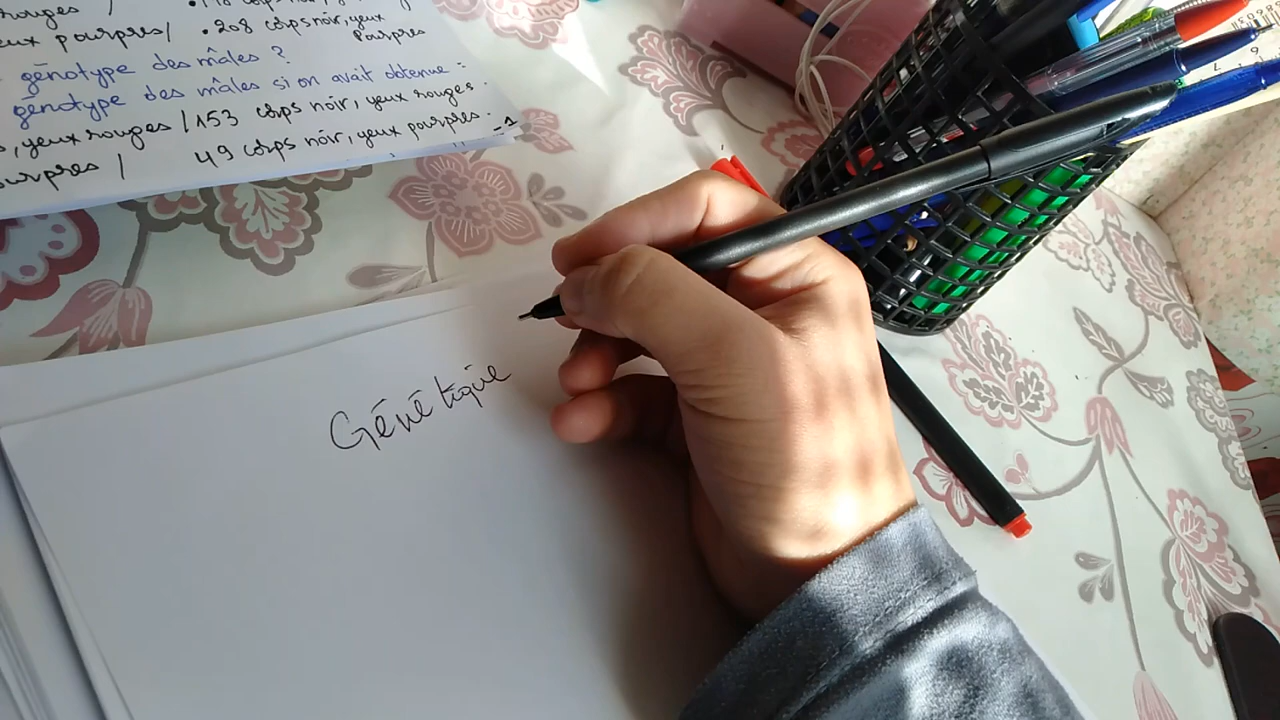 rouges /
yeux pourpres / • 208 corps noir, yeux
pourpres
génotype des mâles ?
génotype des mâles si on avait obtenue =
, yeux rouges / 153 corps noir, yeux rouges.
pourpres / 49 corps noir, yeux pourpres.
Génétique